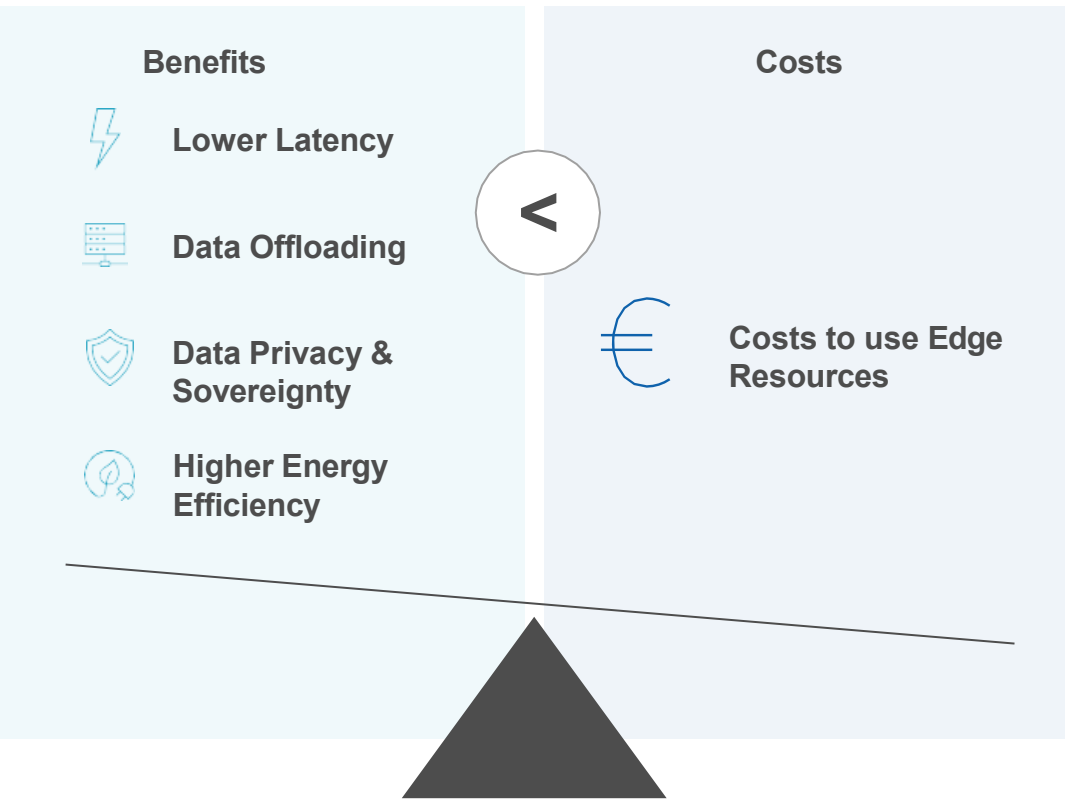 Benefits
Lower Latency
Data Offloading
Data Privacy &
Sovereignty
Higher Energy
Efficiency
<
Costs
€
Costs to use Edge
Resources